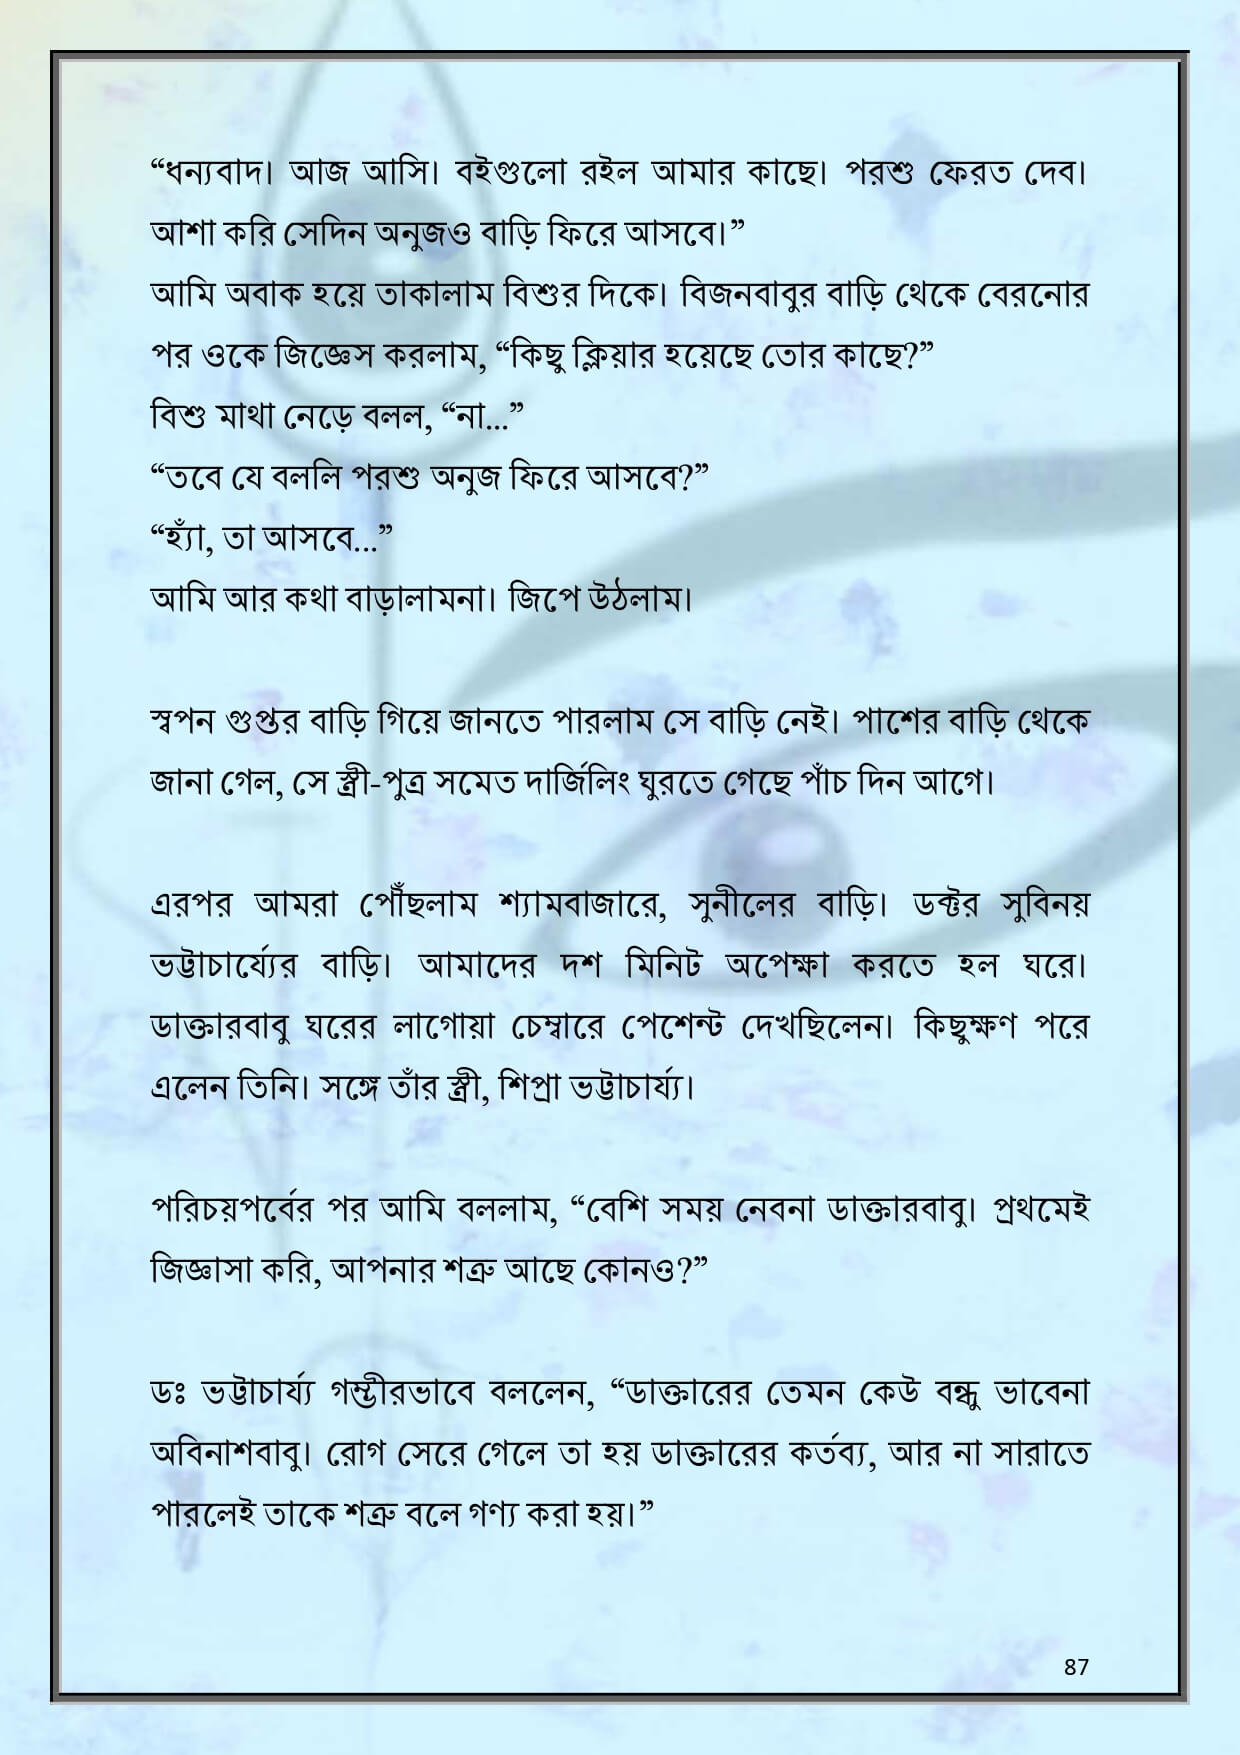 “ধন্যবাদ। আজ আসি। বইগুলো রইল আমার কাছে। পরশু ফেরত দেব।
আশা করি সেদিন অনুজও বাড়ি ফিরে আসবে।”
আমি অবাক হয়ে তাকালাম বিশুর দিকে। বিজনবাবুর বাড়ি থেকে বেরনোর
পর ওকে জিজ্ঞেস করলাম, “কিছু ক্লিয়ার হয়েছে তোর কাছে?”
বিশু মাথা নেড়ে বলল, “না...”
“তবে যে বললি পরশু অনুজ ফিরে আসবে?”
“হ্যাঁ, তা আসবে...”
আমি আর কথা বাড়ালামনা। জিপে উঠলাম।
স্বপন গুপ্তর বাড়ি গিয়ে জানতে পারলাম সে বাড়ি নেই। পাশের বাড়ি থেকে
জানা গেল, সে স্ত্রী-পুত্র সমেত দার্জিলিং ঘুরতে গেছে পাঁচ দিন আগে।
এরপর আমরা পৌঁছলাম শ্যামবাজারে, সুনীলের বাড়ি। ডক্টর সুবিনয়
ভট্টাচার্য্যের বাড়ি। আমাদের দশ মিনিট অপেক্ষা করতে হল ঘরে।
ডাক্তারবাবু ঘরের লাগোয়া চেম্বারে পেশেন্ট দেখছিলেন। কিছুক্ষণ পরে
এলেন তিনি। সঙ্গে তাঁর স্ত্রী, শিপ্রা ভট্টাচার্য্য।
পরিচয়পর্বের পর আমি বললাম, “বেশি সময় নেবনা ডাক্তারবাবু। প্রথমেই
জিজ্ঞাসা করি, আপনার শত্রু আছে কোনও?”
ডঃ ভট্টাচার্য্য গম্ভীরভাবে বললেন, “ডাক্তারের তেমন কেউ বন্ধু ভাবেনা
অবিনাশবাবু। রোগ সেরে গেলে তা হয় ডাক্তারের কর্তব্য, আর না সারাতে
পারলেই তাকে শত্রু বলে গণ্য করা হয়।”
87